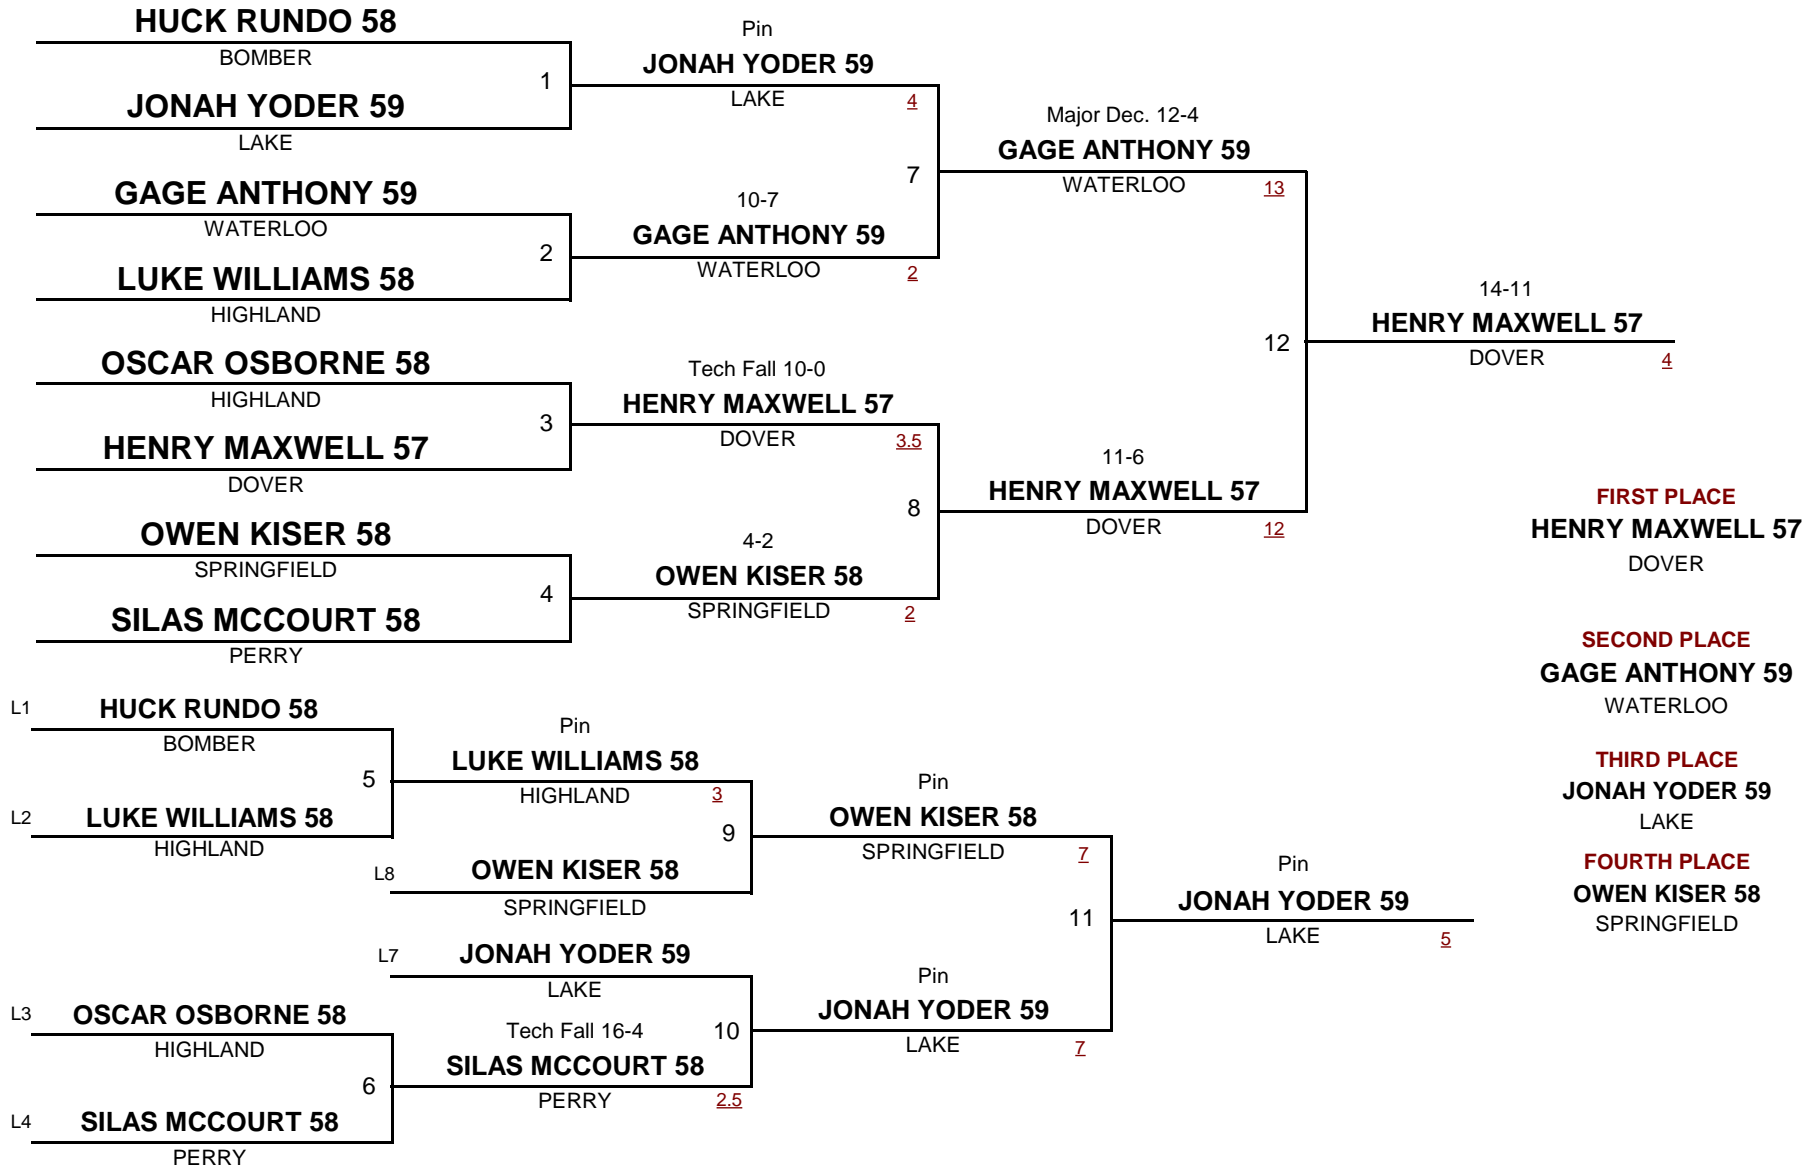 HUCK RUNDO 58
BOMBER
1
JONAH YODER 59
LAKE
Pin
JONAH YODER 59
LAKE
4
GAGE ANTHONY 59
WATERLOO
2
LUKE WILLIAMS 58
HIGHLAND
10-7
GAGE ANTHONY 59
WATERLOO
2
7
Major Dec. 12-4
GAGE ANTHONY 59
WATERLOO
13
OSCAR OSBORNE 58
HIGHLAND
3
HENRY MAXWELL 57
DOVER
Tech Fall 10-0
HENRY MAXWELL 57
DOVER
3.5
OWEN KISER 58
SPRINGFIELD
4
SILAS MCCOURT 58
PERRY
4-2
OWEN KISER 58
SPRINGFIELD
2
8
11-6
HENRY MAXWELL 57
DOVER
12
12
14-11
HENRY MAXWELL 57
DOVER
4
FIRST PLACE
HENRY MAXWELL 57
DOVER
SECOND PLACE
GAGE ANTHONY 59
WATERLOO
THIRD PLACE
JONAH YODER 59
LAKE
FOURTH PLACE
OWEN KISER 58
SPRINGFIELD
L1 HUCK RUNDO 58
BOMBER
5
L2 LUKE WILLIAMS 58
HIGHLAND
Pin
LUKE WILLIAMS 58
HIGHLAND
3
9
L8 OWEN KISER 58
SPRINGFIELD
Pin
OWEN KISER 58
SPRINGFIELD
7
L7 JONAH YODER 59
LAKE
L3 OSCAR OSBORNE 58
HIGHLAND
6
L4 SILAS MCCOURT 58
PERRY
Tech Fall 16-4
10
SILAS MCCOURT 58
PERRY
2.5
Pin
JONAH YODER 59
LAKE
7
11
Pin
JONAH YODER 59
LAKE
5